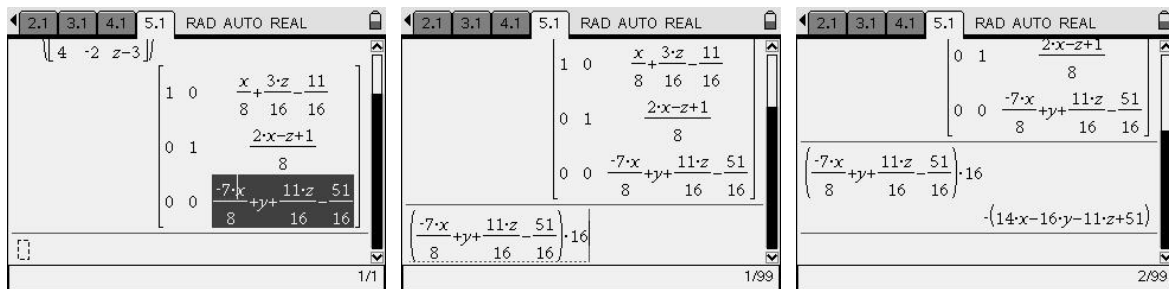 2.1 3.1 4.1 5.1 RAD AUTO REAL
4 -2 z-3
1 0 x/8+3·z/16-11/16
0 1 2·x-z+1/8
0 0 -7·x/8+y+11·z/16-51/16
1/1
2.1 3.1 4.1 5.1 RAD AUTO REAL
1 0 x/8+3·z/16-11/16
0 1 2·x-z+1/8
0 0 -7·x/8+y+11·z/16-51/16
(-7·x/8+y+11·z/16-51/16)·16
1/99
2.1 3.1 4.1 5.1 RAD AUTO REAL
0 1 2·x-z+1/8
0 0 -7·x/8+y+11·z/16-51/16
(-7·x/8+y+11·z/16-51/16)·16
-(14·x-16·y-11·z+51)
2/99